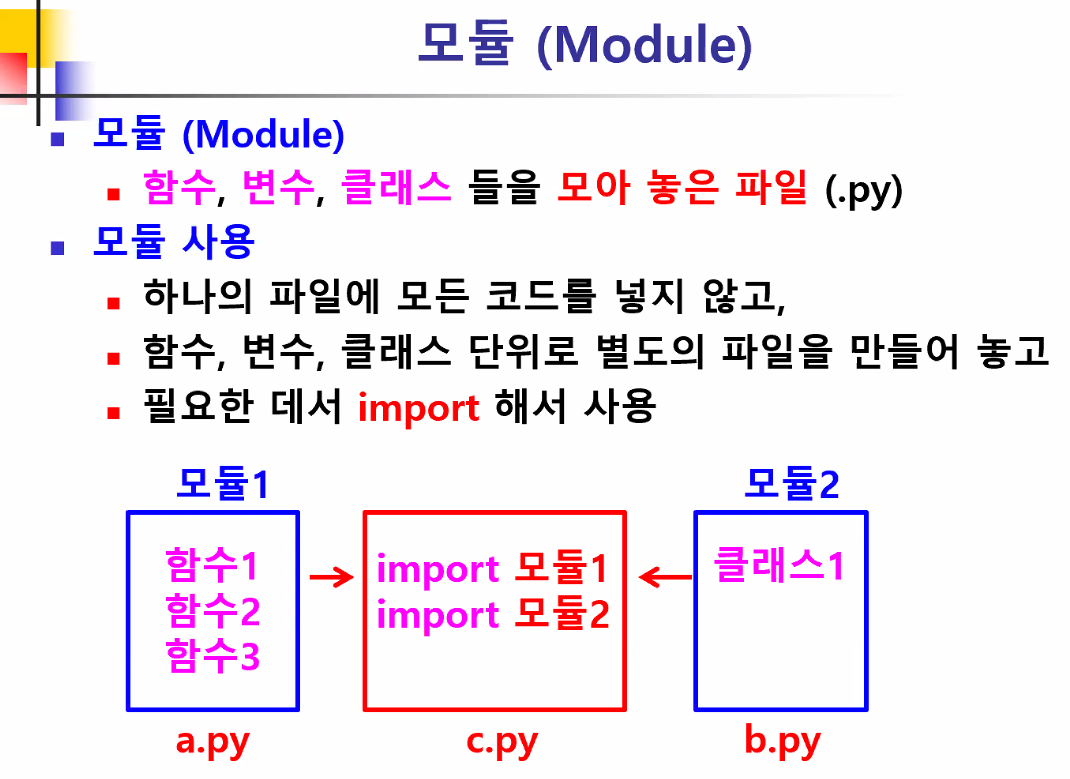 모듈 (Module)
모듈 (Module)
함수, 변수, 클래스 들을 모아 놓은 파일 (.py)
모듈 사용
하나의 파일에 모든 코드를 넣지 않고,
함수, 변수, 클래스 단위로 별도의 파일을 만들어 놓고
필요한 데서 import 해서 사용
모듈1
함수1
함수2
함수3
a.py
import 모듈1
import 모듈2
c.py
모듈2
클래스1
b.py